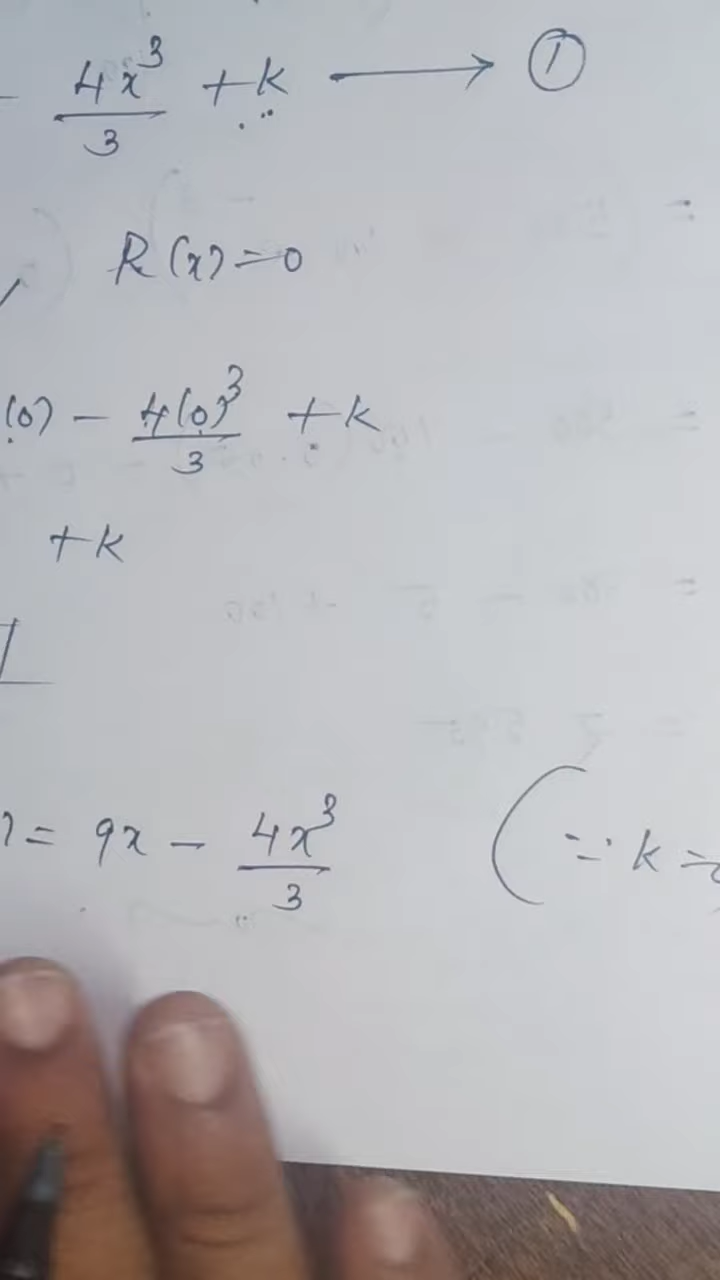 - 4x³/3 + k ⟶ ①
R(x) = 0
(0) - 4(0)³/3 + k
+ k
) = 9x - 4x³/3 (∵ k =